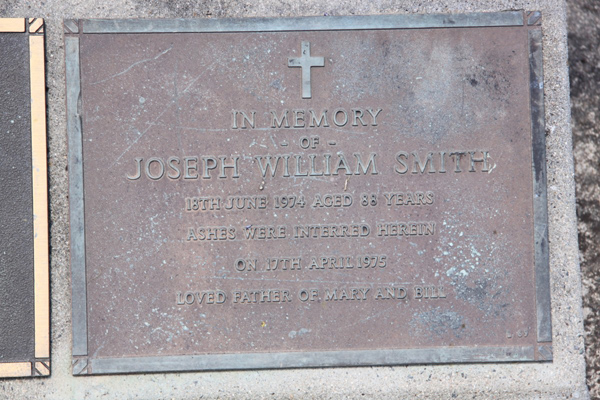 IN MEMORY
- OF -
JOSEPH WILLIAM SMITH
18TH JUNE 1974 AGED 88 YEARS
ASHES WERE INTERRED HEREIN
ON 17TH APRIL 1975
LOVED FATHER OF MARY AND BILL